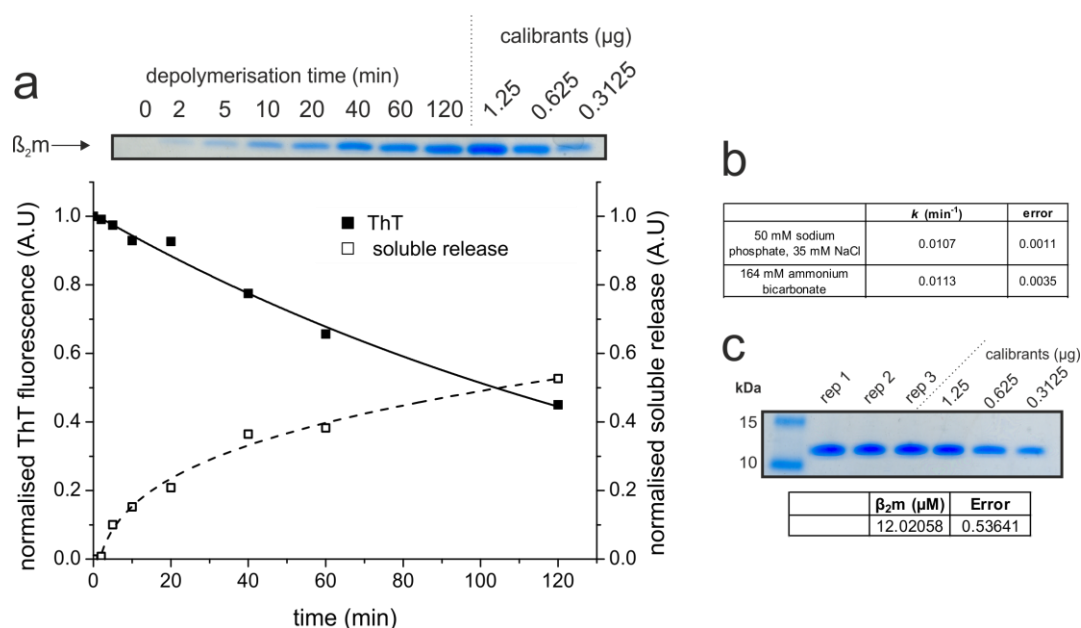 calibrants (µg)
a
depolymerisation time (min)
0 2 5 10 20 40 60 120 1.25 0.625 0.3125
ß₂m
normalised ThT fluorescence (A.U)
1.0
0.8
0.6
0.4
0.2
0.0
ThT
soluble release
1.0
0.8
0.6
0.4
0.2
0.0
normalised soluble release (A.U)
0 20 40 60 80 100 120
time (min)
b
k (min⁻¹) error
50 mM sodium
phosphate, 35 mM NaCl 0.0107 0.0011
164 mM ammonium
bicarbonate 0.0113 0.0035
c
calibrants (µg)
kDa rep 1 rep 2 rep 3 1.25 0.625 0.3125
15
10
β₂m (µM) Error
12.02058 0.53641